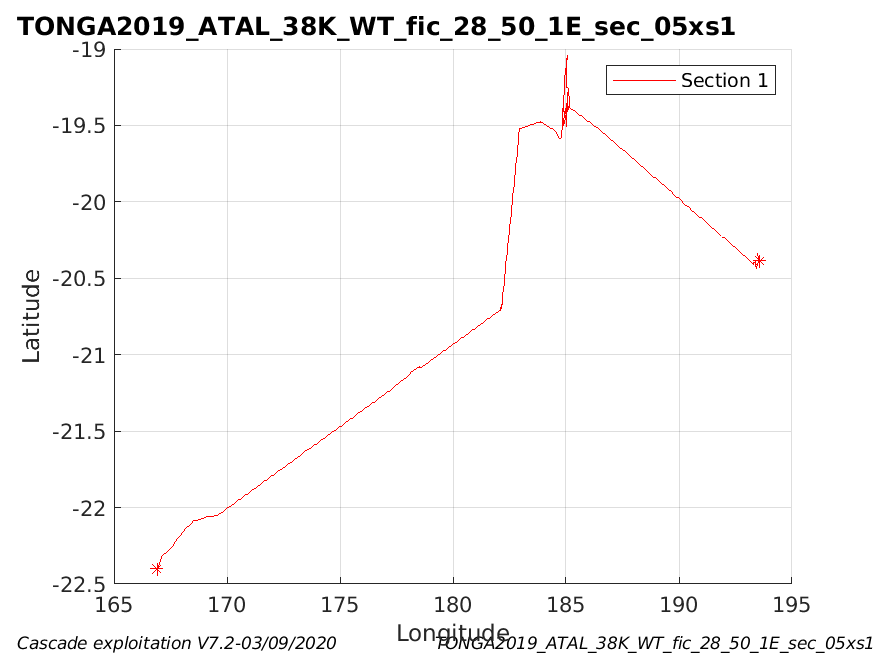 TONGA2019_ATAL_38K_WT_fic_28_50_1E_sec_05xs1
-19
Section 1
-19.5
-20
-20.5
Latitude
-21
-21.5
-22
-22.5
165 170 175 180 185 190 195
Longitude
Cascade exploitation V7.2-03/09/2020 TONGA2019_ATAL_38K_WT_fic_28_50_1E_sec_05xs1